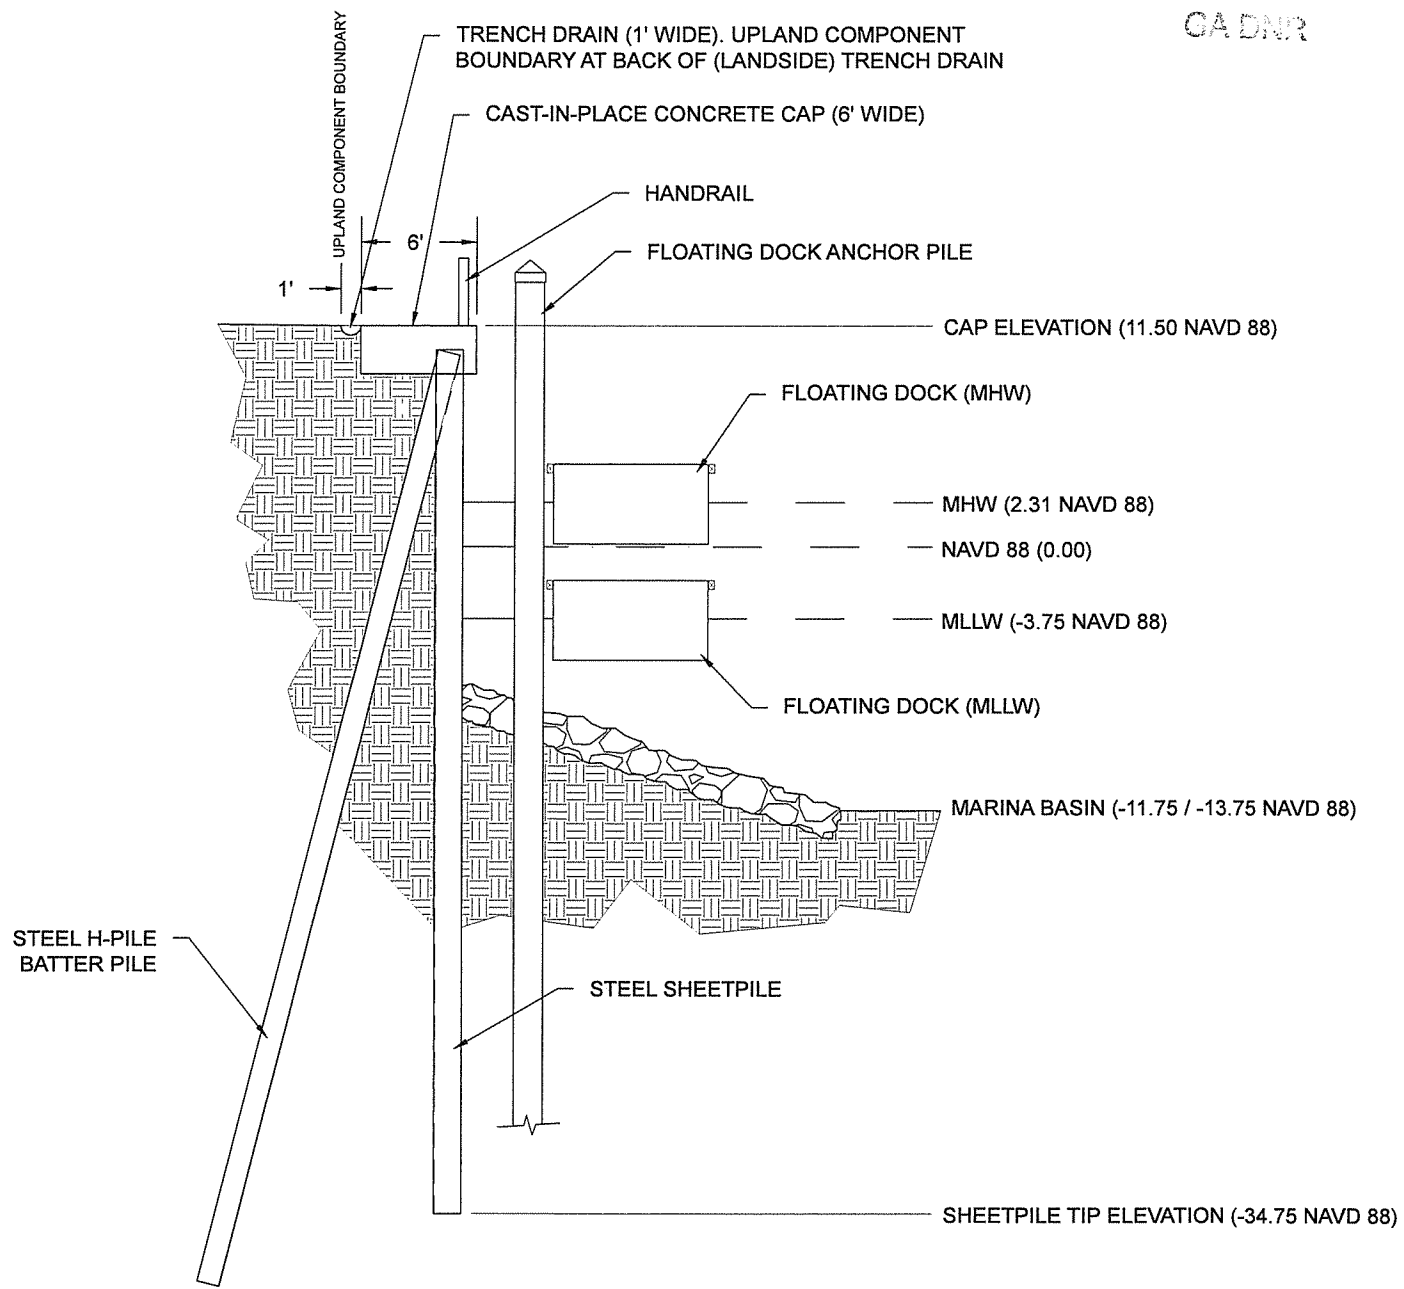 GA DNR
UPLAND COMPONENT BOUNDARY
TRENCH DRAIN (1' WIDE). UPLAND COMPONENT
BOUNDARY AT BACK OF (LANDSIDE) TRENCH DRAIN
CAST-IN-PLACE CONCRETE CAP (6' WIDE)
HANDRAIL
6'
FLOATING DOCK ANCHOR PILE
1'
CAP ELEVATION (11.50 NAVD 88)
FLOATING DOCK (MHW)
MHW (2.31 NAVD 88)
NAVD 88 (0.00)
MLLW (-3.75 NAVD 88)
FLOATING DOCK (MLLW)
MARINA BASIN (-11.75 / -13.75 NAVD 88)
STEEL H-PILE
BATTER PILE
STEEL SHEETPILE
SHEETPILE TIP ELEVATION (-34.75 NAVD 88)